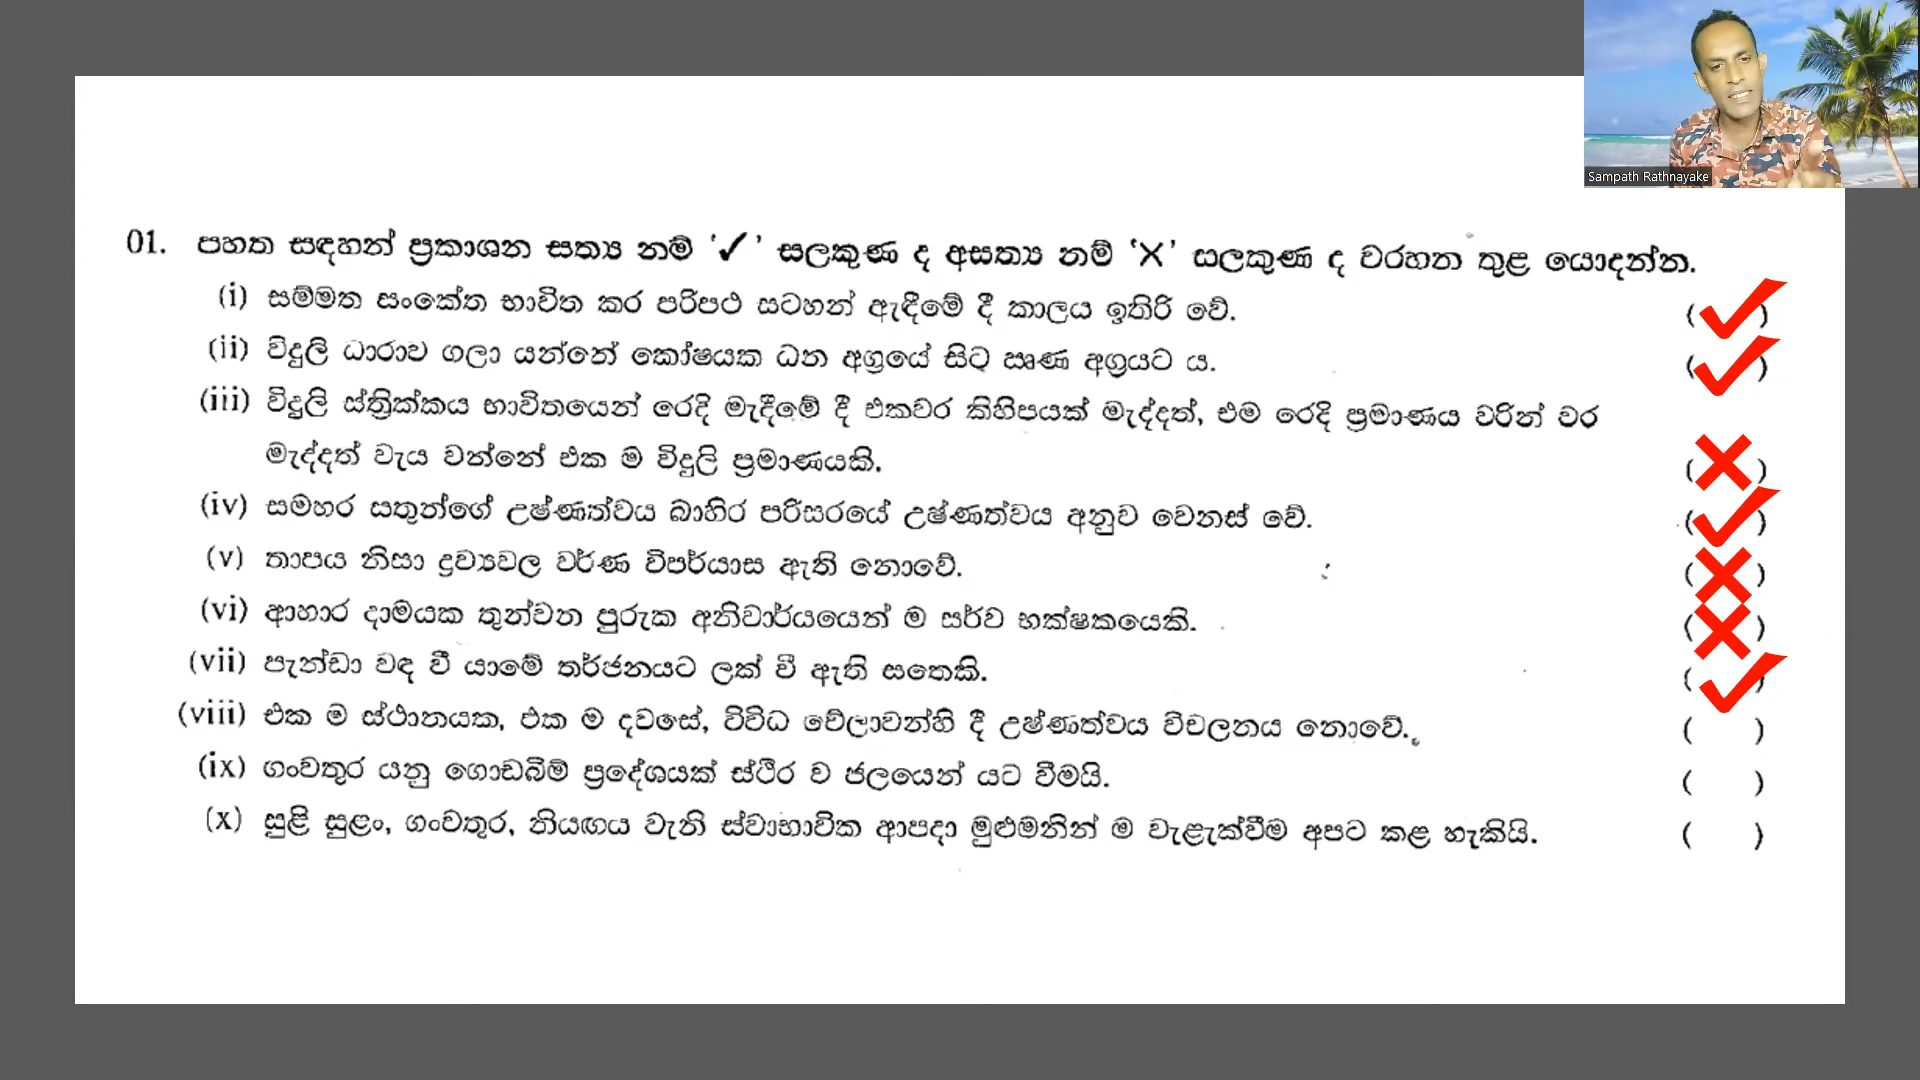 Sampath Rathnayake
01. පහත සඳහන් ප්‍රකාශන සත්‍ය නම් ‘✓’ සලකුණ ද අසත්‍ය නම් ‘X’ සලකුණ ද වරහන තුළ යොදන්න.
(i) සම්මත සංකේත භාවිත කර පරිපථ සටහන් ඇඳීමේ දී කාලය ඉතිරි වේ. ( ✓ )
(ii) විදුලි ධාරාව ගලා යන්නේ කෝෂයක ධන අග්‍රයේ සිට ඍණ අග්‍රයට ය. ( ✓ )
(iii) විදුලි ස්ත්‍රික්කය භාවිතයෙන් රෙදි මැදීමේ දී එකවර කිහිපයක් මැද්දත්, එම රෙදි ප්‍රමාණය වරින් වර
මැද්දත් වැය වන්නේ එක ම විදුලි ප්‍රමාණයකි. ( ✗ )
(iv) සමහර සතුන්ගේ උෂ්ණත්වය බාහිර පරිසරයේ උෂ්ණත්වය අනුව වෙනස් වේ. ( ✓ )
(v) තාපය නිසා ද්‍රව්‍යවල වර්ණ විපර්යාස ඇති නොවේ. ( ✗ )
(vi) ආහාර දාමයක තුන්වන පුරුක අනිවාර්යයෙන් ම සර්ව භක්ෂකයෙකි. ( ✗ )
(vii) පැන්ඩා වඳ වී යාමේ තර්ජනයට ලක් වී ඇති සතෙකි. ( ✓ )
(viii) එක ම ස්ථානයක, එක ම දවසේ, විවිධ වේලාවන්හි දී උෂ්ණත්වය විචලනය නොවේ. ( )
(ix) ගංවතුර යනු ගොඩබිම් ප්‍රදේශයක් ස්ථිර ව ජලයෙන් යට වීමයි. ( )
(x) සුළි සුළං, ගංවතුර, නියඟය වැනි ස්වාභාවික ආපදා මුළුමනින් ම වැළැක්වීම අපට කළ හැකියි. ( )